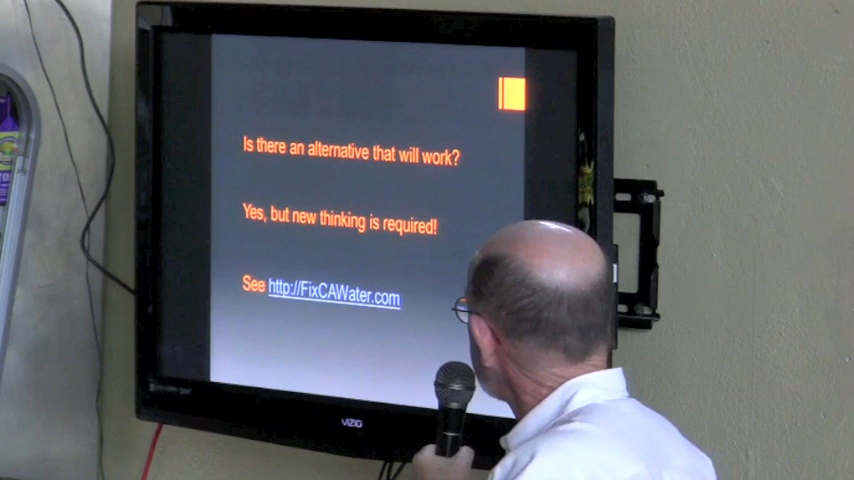 Is there an alternative that will work?
Yes, but new thinking is required!
See http://FixCAWater.com
VIZIO